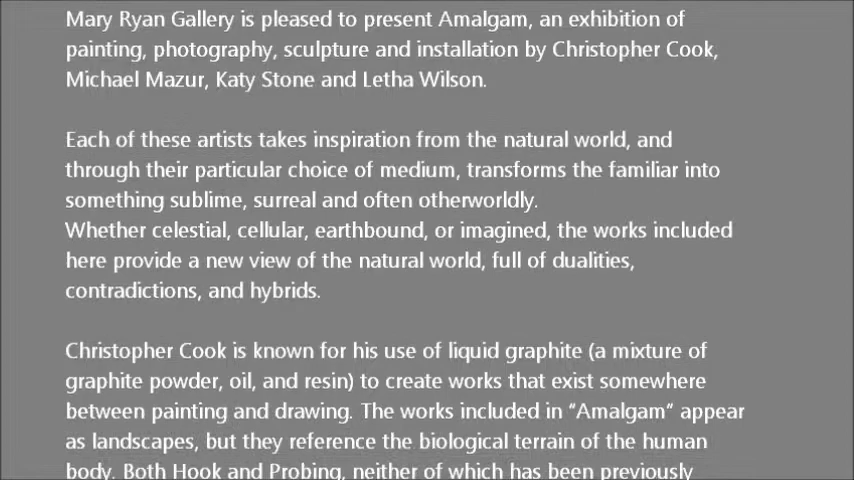 Mary Ryan Gallery is pleased to present Amalgam, an exhibition of
painting, photography, sculpture and installation by Christopher Cook,
Michael Mazur, Katy Stone and Letha Wilson.
Each of these artists takes inspiration from the natural world, and
through their particular choice of medium, transforms the familiar into
something sublime, surreal and often otherworldly.
Whether celestial, cellular, earthbound, or imagined, the works included
here provide a new view of the natural world, full of dualities,
contradictions, and hybrids.
Christopher Cook is known for his use of liquid graphite (a mixture of
graphite powder, oil, and resin) to create works that exist somewhere
between painting and drawing. The works included in “Amalgam” appear
as landscapes, but they reference the biological terrain of the human
body. Both Hook and Probing, neither of which has been previously